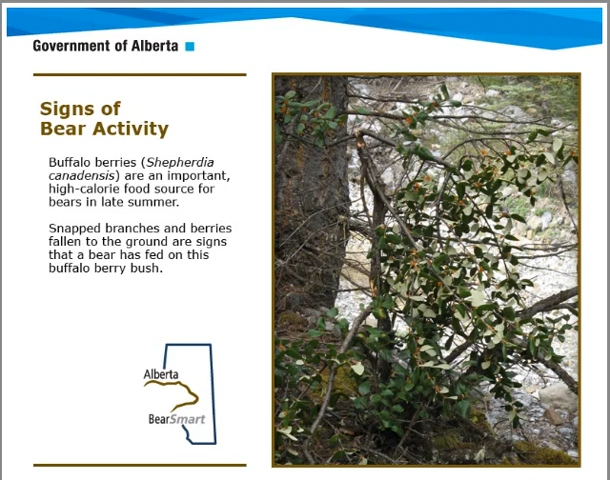 Government of Alberta
Signs of
Bear Activity
Buffalo berries (Shepherdia
canadensis) are an important,
high-calorie food source for
bears in late summer.
Snapped branches and berries
fallen to the ground are signs
that a bear has fed on this
buffalo berry bush.
Alberta
BearSmart